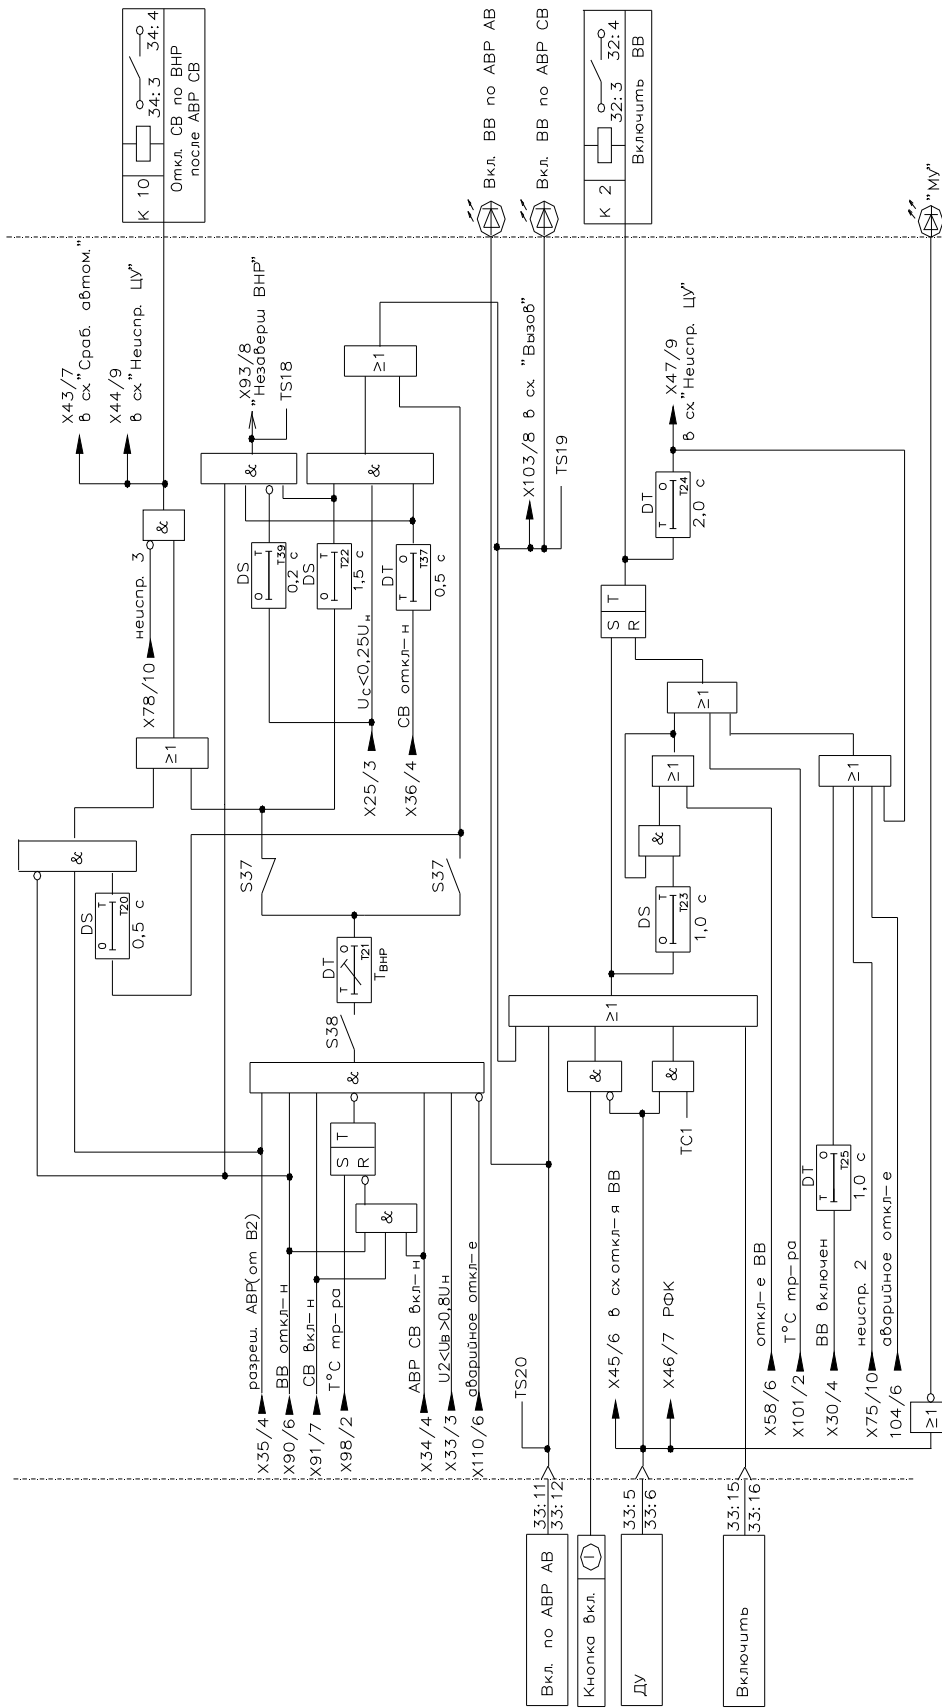 К 10
34:3 34:4
Откл. СВ по ВНР
после АВР СВ
Вкл. ВВ по АВР АВ
Вкл. ВВ по АВР СВ
К 2
32:3 32:4
Включить ВВ
"МУ"
X43/7
в сх"Сраб. автом."
X44/9
в сх"Неиспр. ЦУ"
X93/8
"Незаверш ВНР"
TS18
X103/8 в сх "Вызов"
TS19
X47/9
в сх"Неиспр. ЦУ"
неиспр. 3
X78/10
&
≥1
&
DS
О Т
T20
0,5 с
&
DS
О Т
T39
0,2 с
&
DS
О Т
T22
1,5 с
Uс<0,25Uн
X25/3
DT
Т О
T37
0,5 с
СВ откл-н
X36/4
≥1
S37
S37
DT
Т О
T21
TВНР
S38
&
S T
R
&
разреш. АВР(от В2)
X35/4
ВВ откл-н
X90/6
СВ вкл-н
X91/7
Т°С тр-ра
X98/2
АВР СВ вкл-н
X34/4
U2<Uв>0,8Uн
X33/3
аварийное откл-е
X110/6
DT
Т О
T24
2,0 с
S T
R
≥1
≥1
≥1
&
DS
О Т
T23
1,0 с
≥1
&
&
TC1
DT
Т О
T25
1,0 с
TS20
X45/6 в сх откл-я ВВ
X46/7 РФК
откл-е ВВ
X58/6
Т°С тр-ра
X101/2
ВВ включен
X30/4
неиспр. 2
X75/10
аварийное откл-е
104/6
≥1
33:11
33:12
33:5
33:6
33:15
33:16
Вкл. по АВР АВ
Кнопка вкл. I
ДУ
Включить